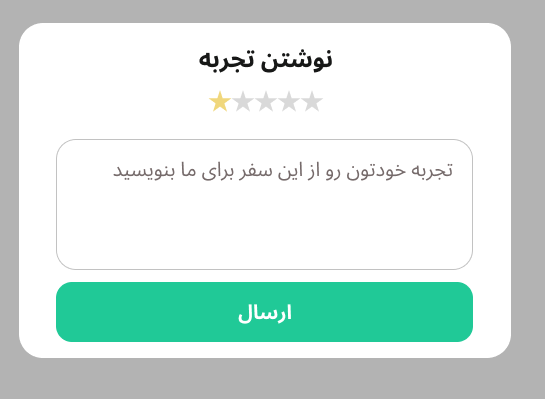 نوشتن تجربه
تجربه خودتون رو از این سفر برای ما بنویسید
ارسال